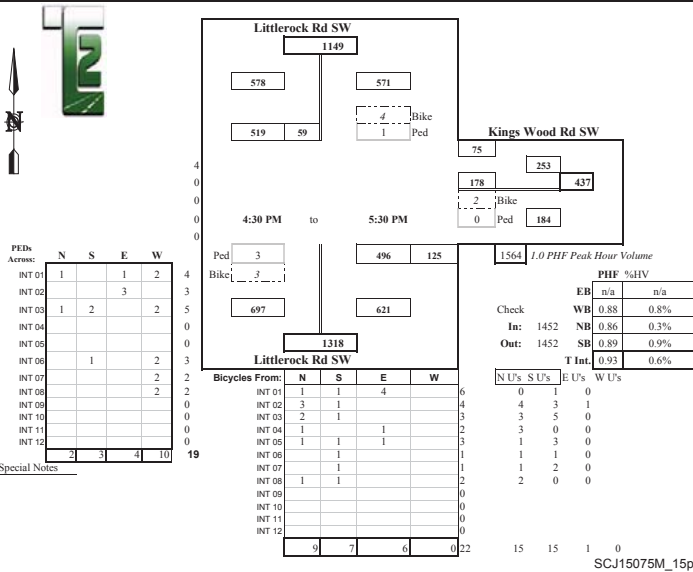 T2
N
Littlerock Rd SW
1149
578 571
4 Bike
519 59 1 Ped
Kings Wood Rd SW
75
253
4
0 178 437
0 2 Bike
0 4:30 PM to 5:30 PM 0 Ped 184
0
PEDs
Across: N S E W
Ped 3 496 125 1564 1.0 PHF Peak Hour Volume
INT 01 1 1 2 4
Bike 3
PHF %HV
INT 02 3 3
EB n/a n/a
INT 03 1 2 2 5
697 621 Check WB 0.88 0.8%
INT 04 0
In: 1452 NB 0.86 0.3%
INT 05 0
1318 Out: 1452 SB 0.89 0.9%
INT 06 1 2 3
Littlerock Rd SW
T Int. 0.93 0.6%
INT 07 2 2
INT 08 2 2
INT 09 0
INT 10 0
INT 11 0
INT 12 0
2 3 4 10 19
Special Notes
Bicycles From: N S E W N U's S U's E U's W U's
INT 01 1 1 4 6 0 1 0
INT 02 3 1 4 4 3 1
INT 03 2 1 3 3 5 0
INT 04 1 1 2 3 0 0
INT 05 1 1 1 3 1 3 0
INT 06 1 1 1 1 0
INT 07 1 1 1 2 0
INT 08 1 1 2 2 0 0
INT 09 0
INT 10 0
INT 11 0
INT 12 0
9 7 6 0 22 15 15 1 0
SCJ15075M_15p